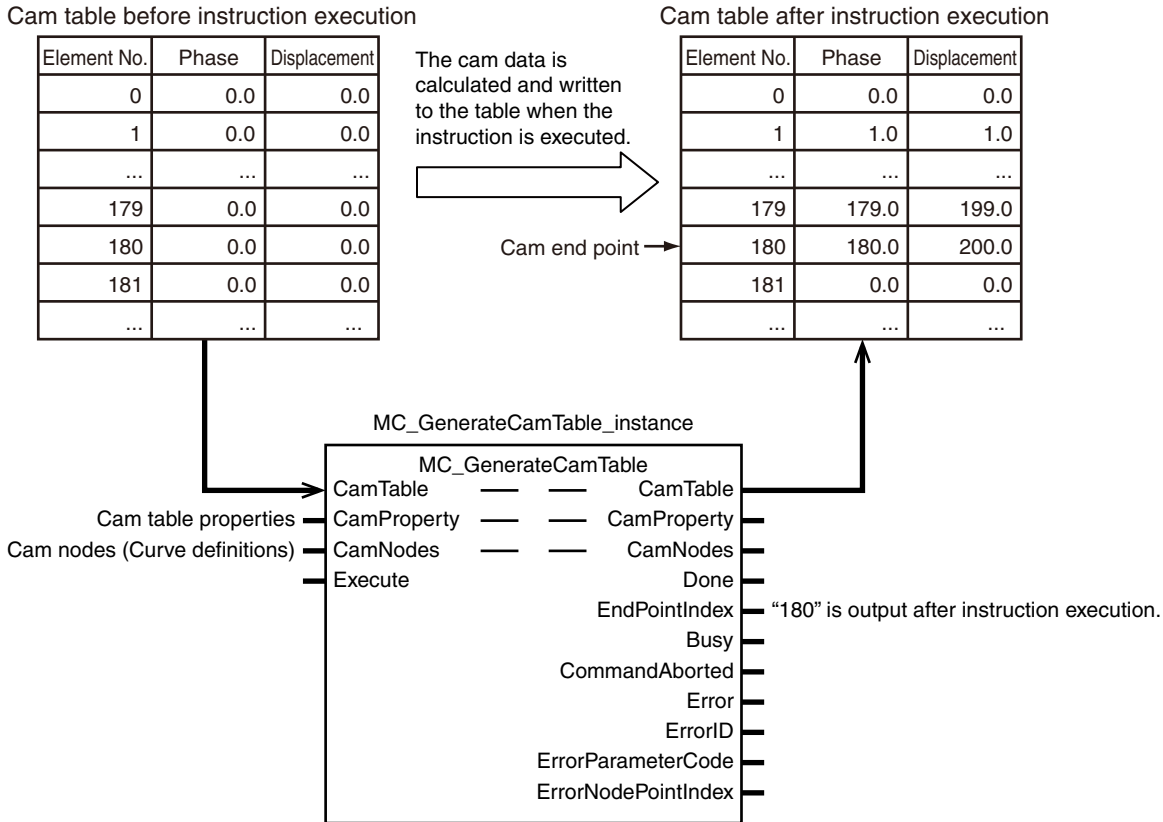 Cam table before instruction execution
Element No. Phase Displacement
0 0.0 0.0
1 0.0 0.0
... ... ...
179 0.0 0.0
180 0.0 0.0
181 0.0 0.0
... ... ...
The cam data is
calculated and written
to the table when the
instruction is executed.
Cam end point
Cam table after instruction execution
Element No. Phase Displacement
0 0.0 0.0
1 1.0 1.0
... ... ...
179 179.0 199.0
180 180.0 200.0
181 0.0 0.0
... ... ...
MC_GenerateCamTable_instance
MC_GenerateCamTable
CamTable — — CamTable
Cam table properties CamProperty — — CamProperty
Cam nodes (Curve definitions) CamNodes — — CamNodes
Execute Done
EndPointIndex “180” is output after instruction execution.
Busy
CommandAborted
Error
ErrorID
ErrorParameterCode
ErrorNodePointIndex